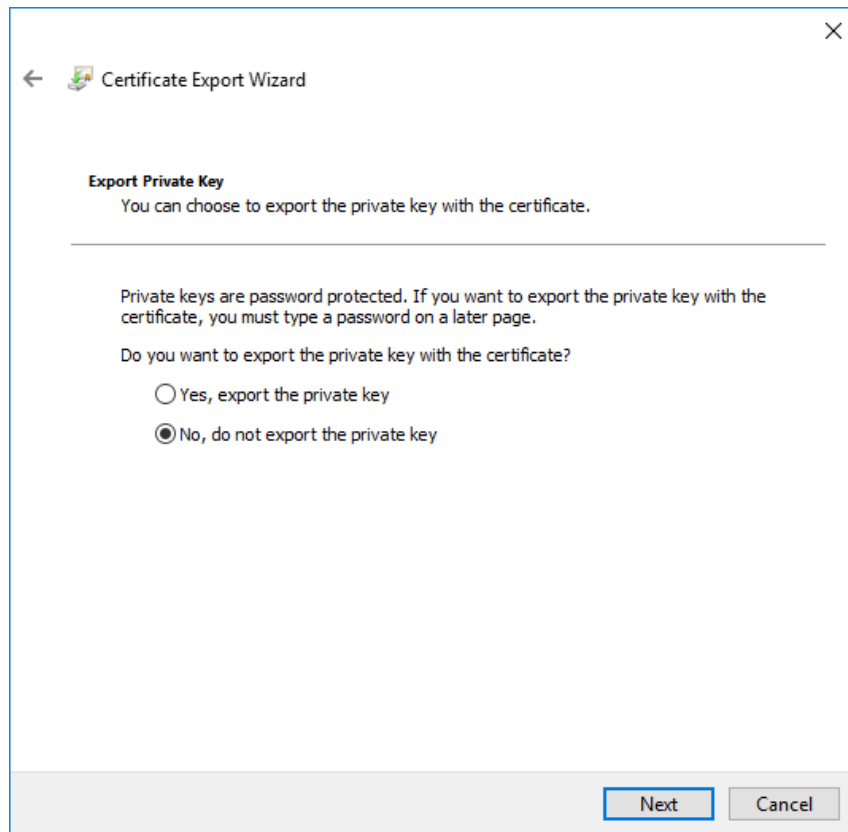 Certificate Export Wizard
Export Private Key
You can choose to export the private key with the certificate.
Private keys are password protected. If you want to export the private key with the
certificate, you must type a password on a later page.
Do you want to export the private key with the certificate?
Yes, export the private key
No, do not export the private key
Next
Cancel